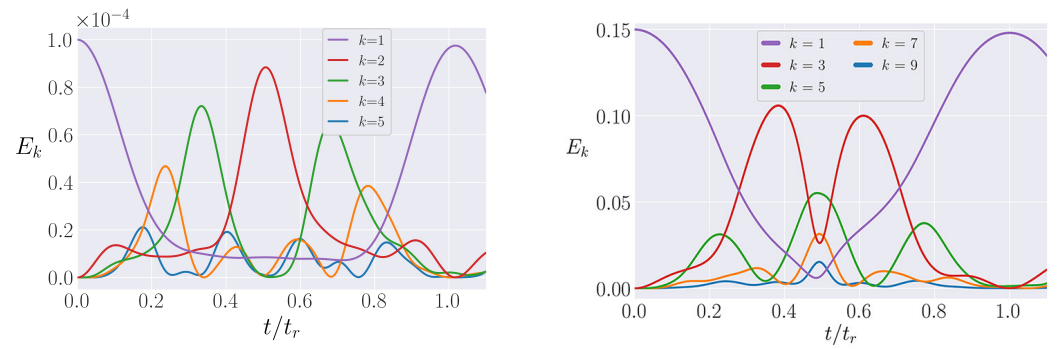 ×10⁻⁴
1.0
0.8
0.6
0.4
0.2
0.0
E_k
0.0 0.2 0.4 0.6 0.8 1.0
t/t_r
k=1
k=2
k=3
k=4
k=5
0.15
0.10
0.05
0.00
E_k
0.0 0.2 0.4 0.6 0.8 1.0
t/t_r
k = 1 k = 7
k = 3 k = 9
k = 5